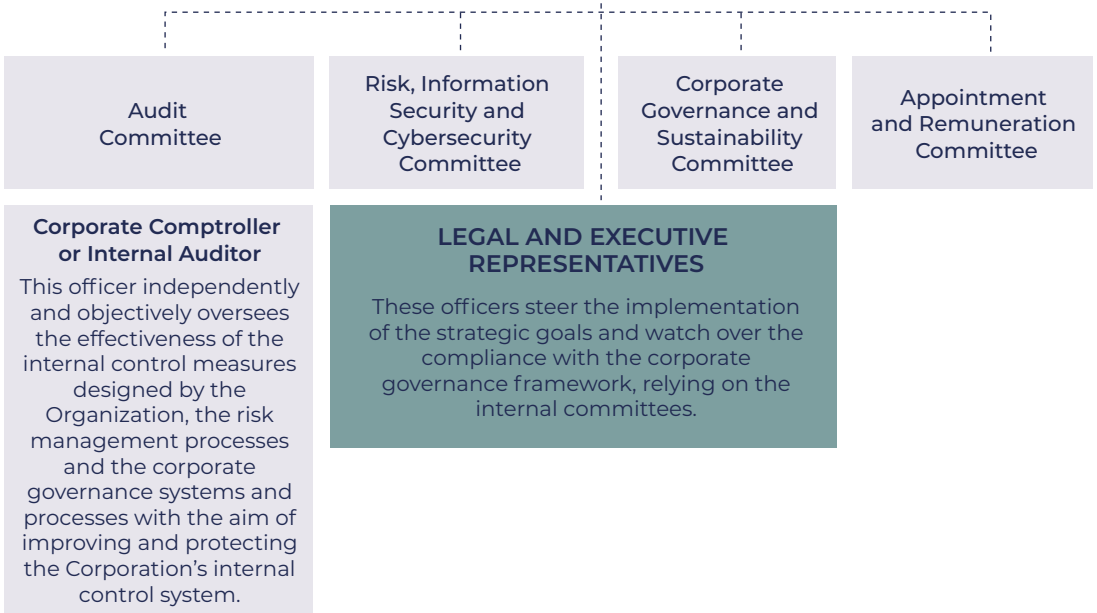 Audit
Committee
Risk, Information
Security and
Cybersecurity
Committee
Corporate
Governance and
Sustainability
Committee
Appointment
and Remuneration
Committee
Corporate Comptroller
or Internal Auditor
This officer independently
and objectively oversees
the effectiveness of the
internal control measures
designed by the
Organization, the risk
management processes
and the corporate
governance systems and
processes with the aim of
improving and protecting
the Corporation's internal
control system.
LEGAL AND EXECUTIVE
REPRESENTATIVES
These officers steer the implementation
of the strategic goals and watch over the
compliance with the corporate
governance framework, relying on the
internal committees.